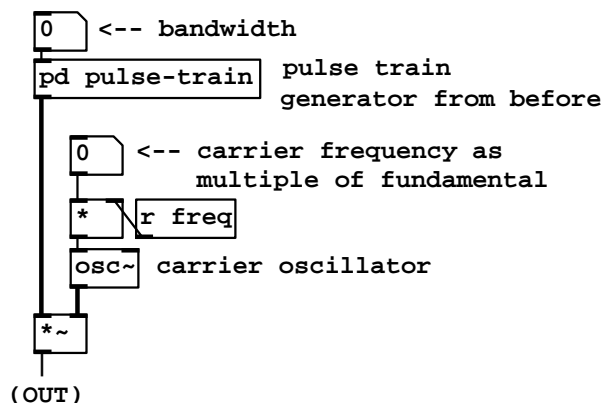 0 <-- bandwidth
pd pulse-train pulse train
generator from before
0 <-- carrier frequency as
multiple of fundamental
* r freq
osc~ carrier oscillator
*~
(OUT)